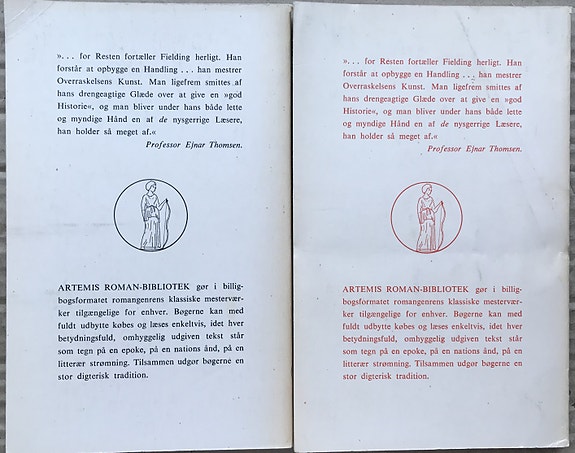 ». . . for Resten fortæller Fielding herligt. Han
forstår at opbygge en Handling . . . han mestrer
Overraskelsens Kunst. Man ligefrem smittes af
hans drengeagtige Glæde over at give en »god
Historie«, og man bliver under hans både lette
og myndige Hånd en af de nysgerrige Læsere,
han holder så meget af.«
Professor Ejnar Thomsen.
ARTEMIS ROMAN-BIBLIOTEK gør i billig-
bogsformatet romangenrens klassiske mestervær-
ker tilgængelige for enhver. Bøgerne kan med
fuldt udbytte købes og læses enkeltvis, idet hver
betydningsfuld, omhyggelig udgiven tekst står
som tegn på en epoke, på en nations ånd, på en
litterær strømning. Tilsammen udgør bøgerne en
stor digterisk tradition.
». . . for Resten fortæller Fielding herligt. Han
forstår at opbygge en Handling . . . han mestrer
Overraskelsens Kunst. Man ligefrem smittes af
hans drengeagtige Glæde over at give en »god
Historie«, og man bliver under hans både lette
og myndige Hånd en af de nysgerrige Læsere,
han holder så meget af.«
Professor Ejnar Thomsen.
ARTEMIS ROMAN-BIBLIOTEK gør i billig-
bogsformatet romangenrens klassiske mestervær-
ker tilgængelige for enhver. Bøgerne kan med
fuldt udbytte købes og læses enkeltvis, idet hver
betydningsfuld, omhyggelig udgiven tekst står
som tegn på en epoke, på en nations ånd, på en
litterær strømning. Tilsammen udgør bøgerne en
stor digterisk tradition.